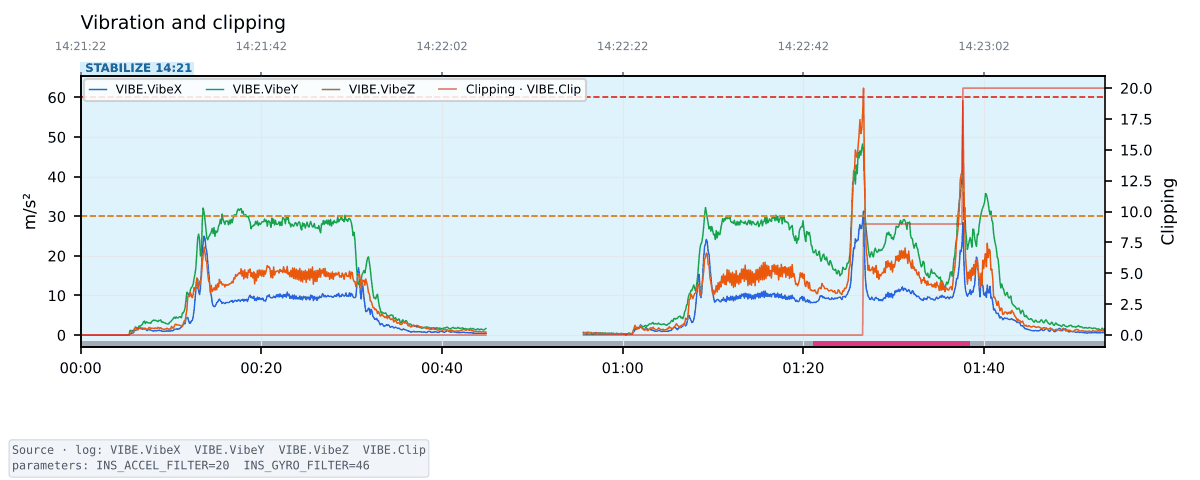 Vibration and clipping
14:21:22 14:21:42 14:22:02 14:22:22 14:22:42 14:23:02
STABILIZE 14:21
VIBE.VibeX VIBE.VibeY VIBE.VibeZ Clipping · VIBE.Clip
60
50
40
30
20
10
0
m/s²
20.0
17.5
15.0
12.5
10.0
7.5
5.0
2.5
0.0
Clipping
00:00 00:20 00:40 01:00 01:20 01:40
Source · log: VIBE.VibeX VIBE.VibeY VIBE.VibeZ VIBE.Clip
parameters: INS_ACCEL_FILTER=20 INS_GYRO_FILTER=46